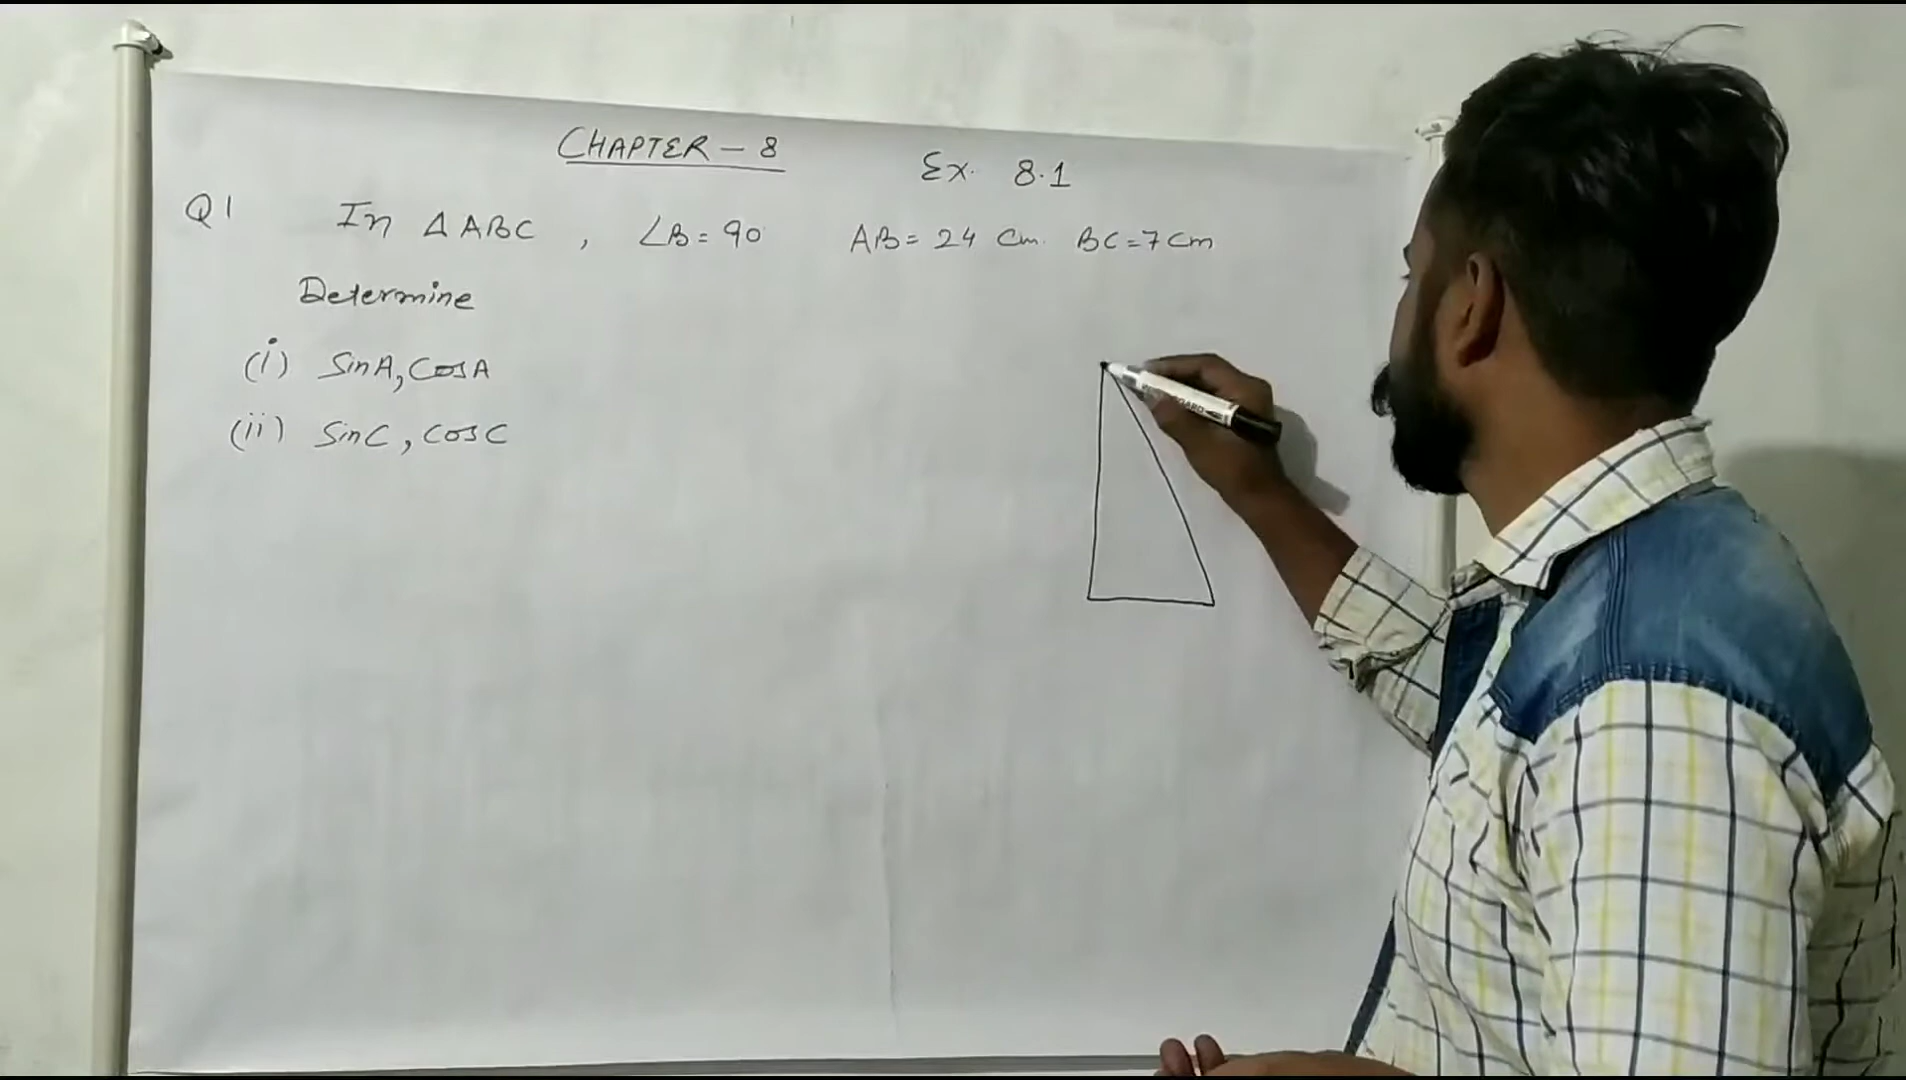 CHAPTER - 8 Ex. 8.1
Q1 In ΔABC, ∠B = 90 AB = 24 Cm. BC = 7 Cm
Determine
(i) SinA, CosA
(ii) SinC, CosC